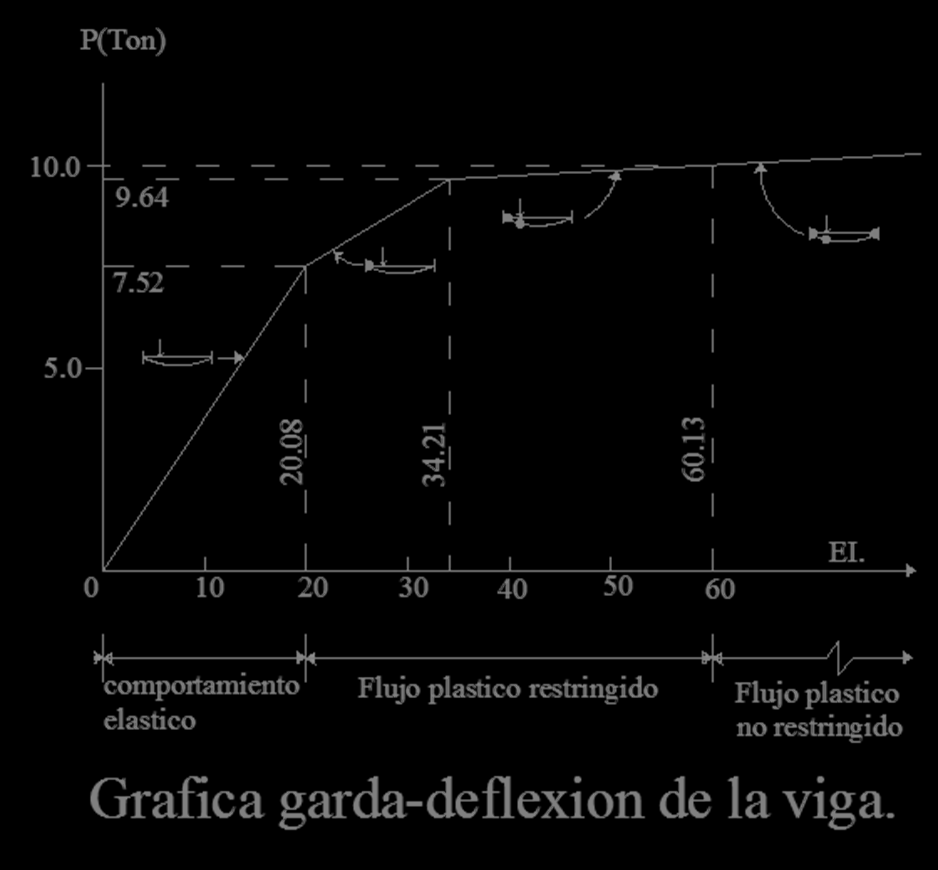 P(Ton)
10.0
9.64
7.52
5.0
20.08
34.21
60.13
EI.
0 10 20 30 40 50 60
comportamiento
elastico
Flujo plastico restringido
Flujo plastico
no restringido
Grafica garda-deflexion de la viga.